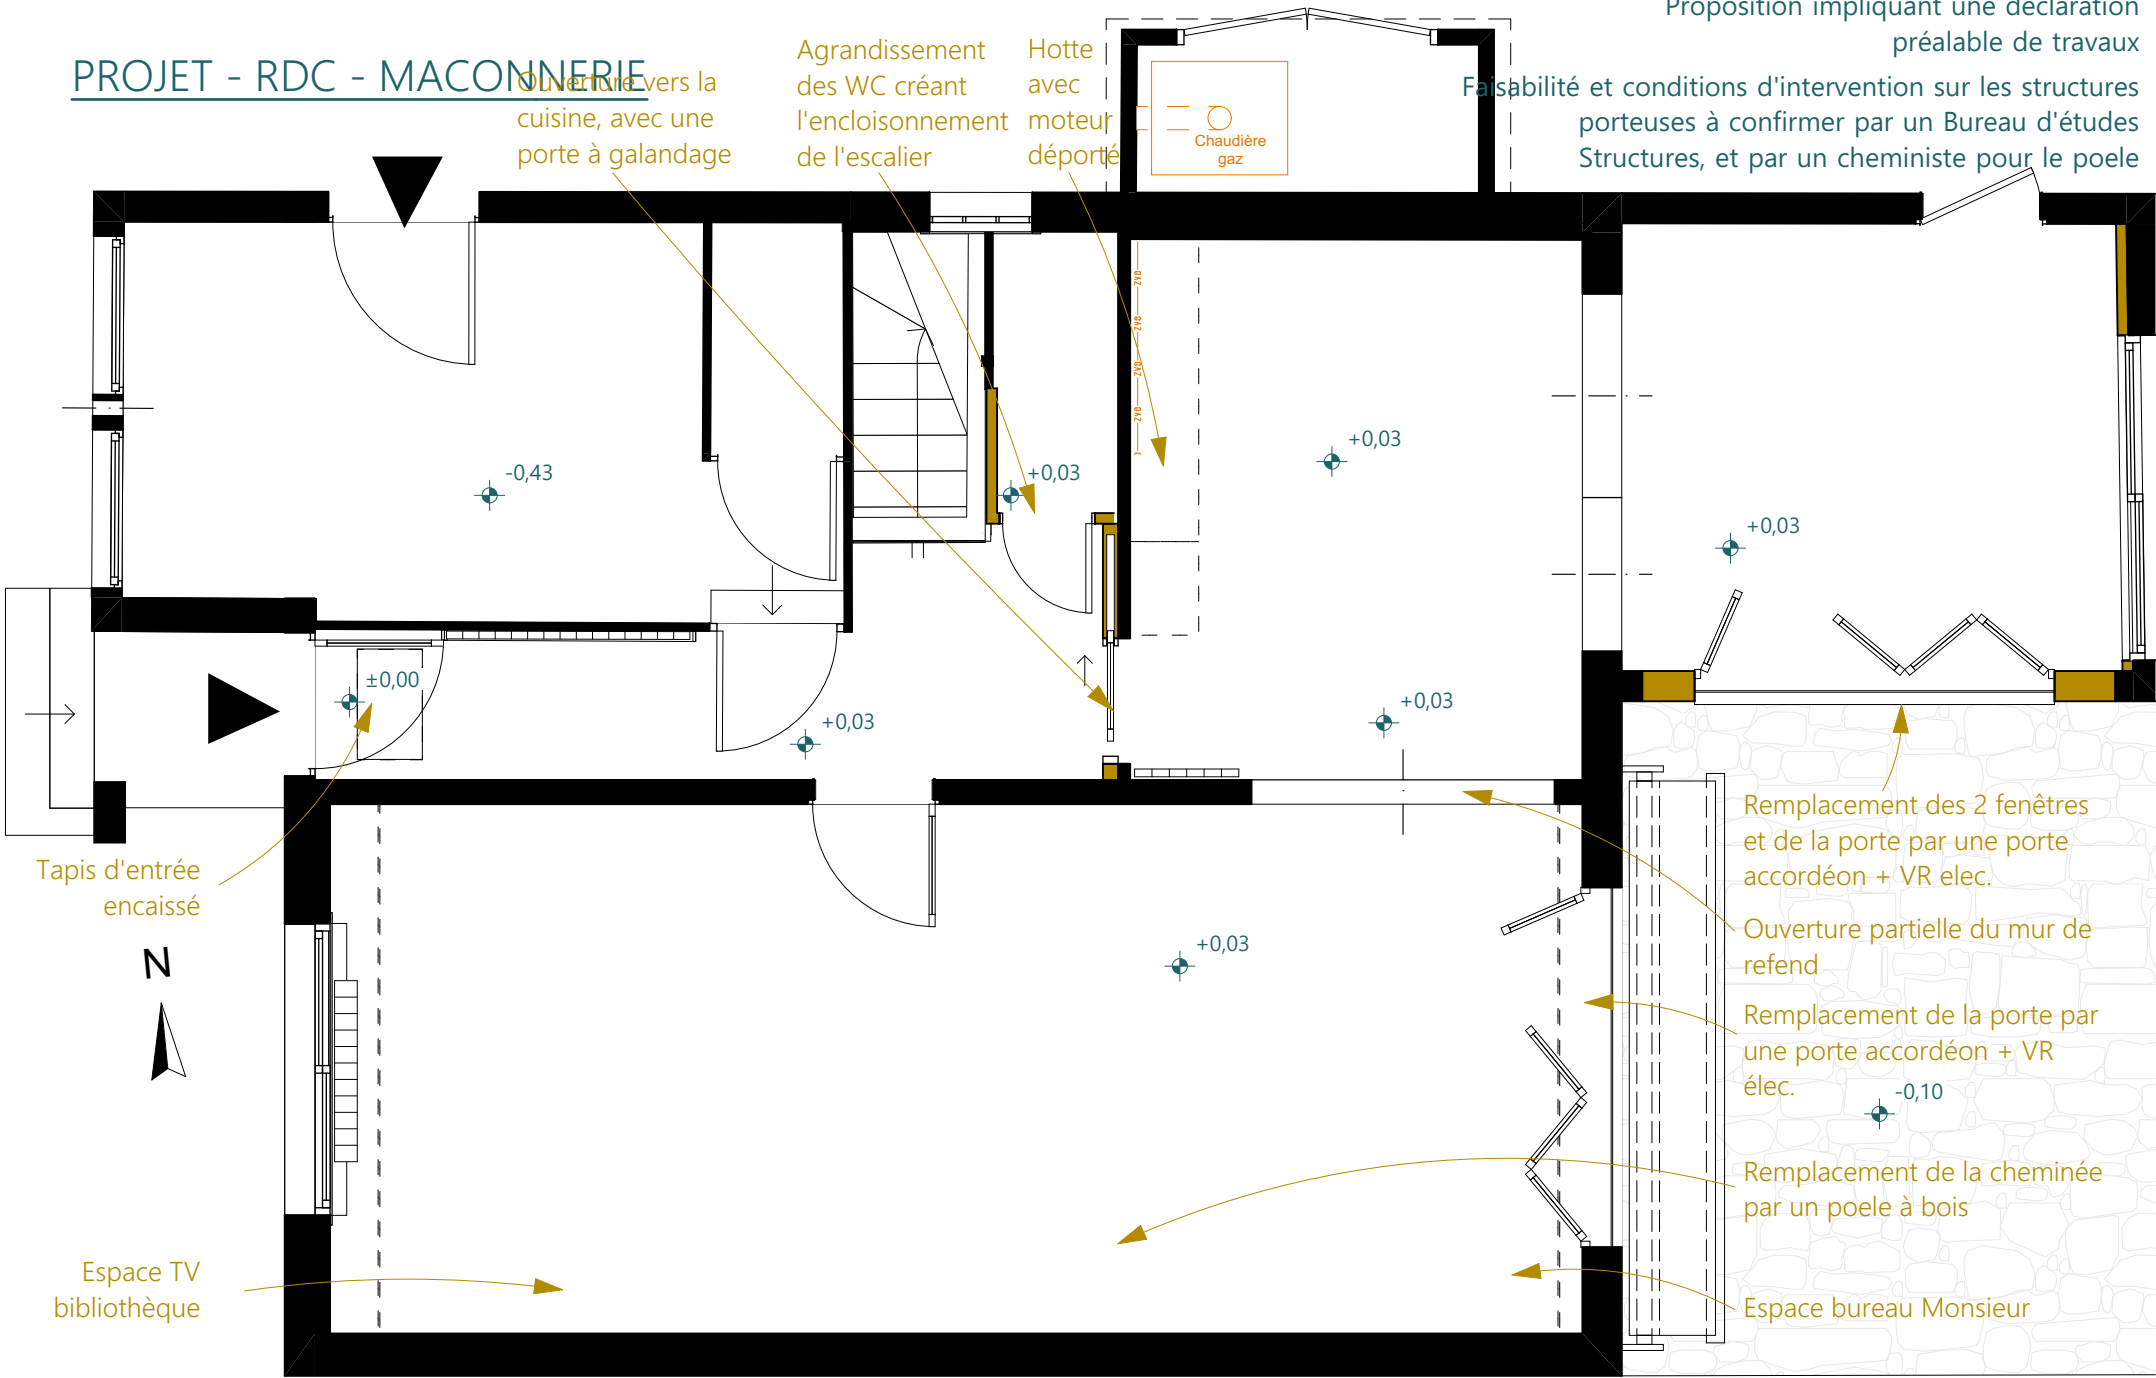 Proposition impliquant une déclaration
préalable de travaux
Faisabilité et conditions d'intervention sur les structures
porteuses à confirmer par un Bureau d'études
Structures, et par un cheministe pour le poele
PROJET - RDC - MACONNERIE
Ouverture vers la
cuisine, avec une
porte à galandage
Agrandissement
des WC créant
l'encloisonnement
de l'escalier
Hotte
avec
moteur
déporté
Chaudière
gaz
GAZ
GAZ
GAZ
GAZ
-0,43
+0,03
+0,03
+0,03
±0,00
+0,03
+0,03
Tapis d'entrée
encaissé
N
+0,03
Remplacement des 2 fenêtres
et de la porte par une porte
accordéon + VR elec.
Ouverture partielle du mur de
refend
Remplacement de la porte par
une porte accordéon + VR
élec.
-0,10
Remplacement de la cheminée
par un poele à bois
Espace TV
bibliothèque
Espace bureau Monsieur